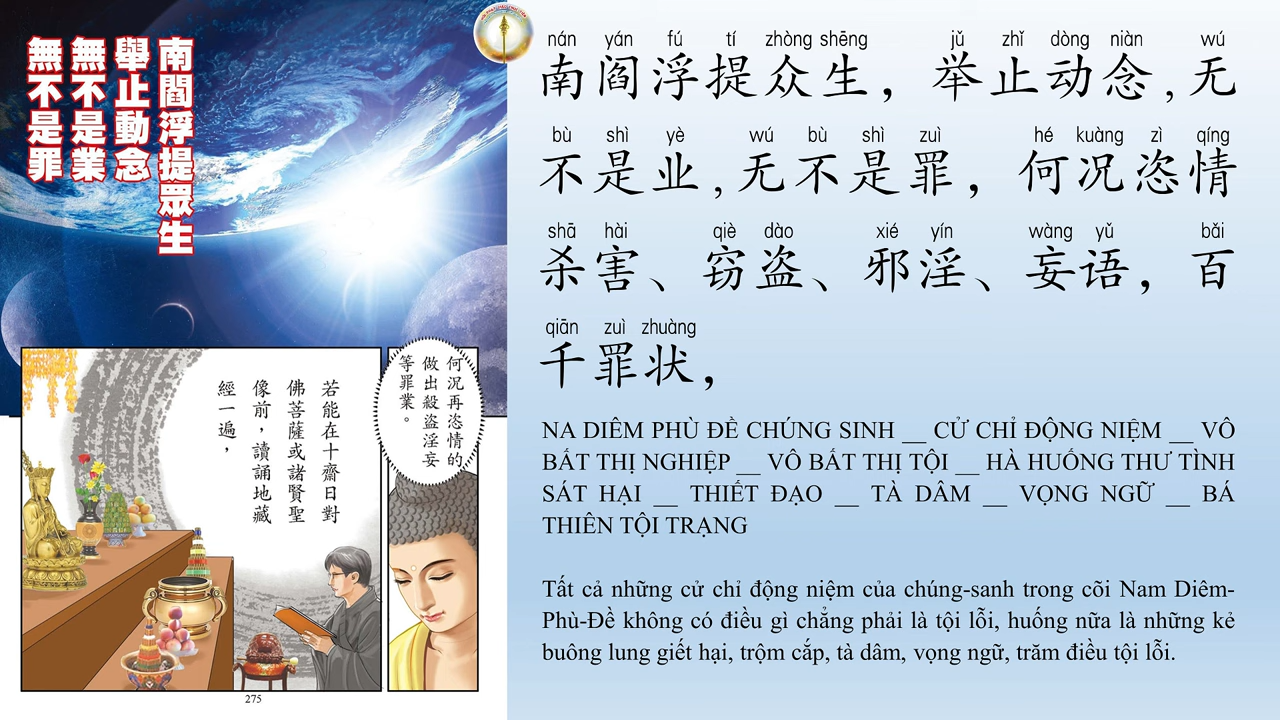 南閻浮提眾生
舉止動念
無不是業
無不是罪
若能在十齋日對
佛菩薩或諸賢聖
像前，讀誦地藏
經一遍，
何況再恣情的
做出殺盜淫妄
等罪業。
275
nán yán fú tí zhòng shēng jǔ zhǐ dòng niàn wú
南阎浮提众生，举止动念,无
bù shì yè wú bù shì zuì hé kuàng zì qíng
不是业,无不是罪，何况恣情
shā hài qiè dào xié yín wàng yǔ bǎi
杀害、窃盗、邪淫、妄语，百
qiān zuì zhuàng
千罪状，
NA DIÊM PHÙ ĐỀ CHÚNG SINH __ CỬ CHỈ ĐỘNG NIỆM __ VÔ
BẤT THỊ NGHIỆP __ VÔ BẤT THỊ TỘI __ HÀ HUỐNG THƯ TÌNH
SÁT HẠI __ THIẾT ĐẠO __ TÀ DÂM __ VỌNG NGỮ __ BÁ
THIÊN TỘI TRẠNG
Tất cả những cử chỉ động niệm của chúng-sanh trong cõi Nam Diêm-
Phù-Đề không có điều gì chẳng phải là tội lỗi, huống nữa là những kẻ
buông lung giết hại, trộm cắp, tà dâm, vọng ngữ, trăm điều tội lỗi.